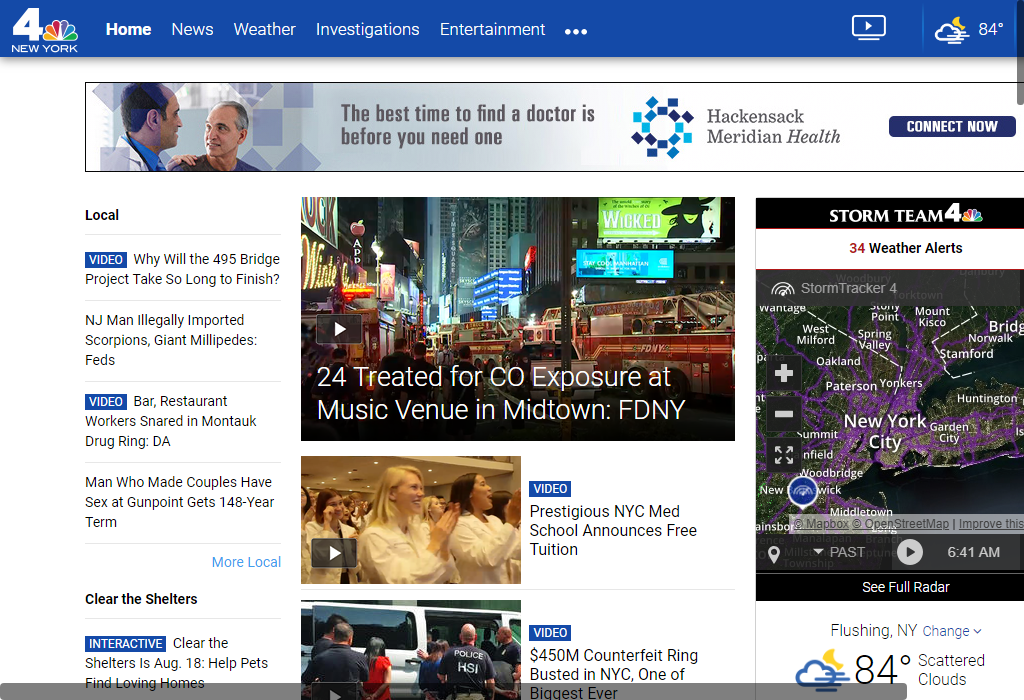 4
NEW YORK
Home
News
Weather
Investigations
Entertainment
84°
The best time to find a doctor is
before you need one
Hackensack
Meridian Health
CONNECT NOW
Local
VIDEO Why Will the 495 Bridge
Project Take So Long to Finish?
NJ Man Illegally Imported
Scorpions, Giant Millipedes:
Feds
VIDEO Bar, Restaurant
Workers Snared in Montauk
Drug Ring: DA
Man Who Made Couples Have
Sex at Gunpoint Gets 148-Year
Term
More Local
Clear the Shelters
INTERACTIVE Clear the
Shelters Is Aug. 18: Help Pets
Find Loving Homes
WICKED
FDNY
24 Treated for CO Exposure at
Music Venue in Midtown: FDNY
VIDEO
Prestigious NYC Med
School Announces Free
Tuition
POLICE
HSI
VIDEO
$450M Counterfeit Ring
Busted in NYC, One of
Biggest Ever
STORM TEAM 4
34 Weather Alerts
StormTracker 4
Wantage
Stony
Point
Mount
Kisco
West
Milford
Spring
Valley
Norwalk
Stamford
Oakland
Paterson
Yonkers
Huntington
New York
City
Garden
City
Summit
Woodbridge
Middletown
© Mapbox © OpenStreetMap | Improve this
PAST
6:41 AM
See Full Radar
Flushing, NY Change
84° Scattered
Clouds